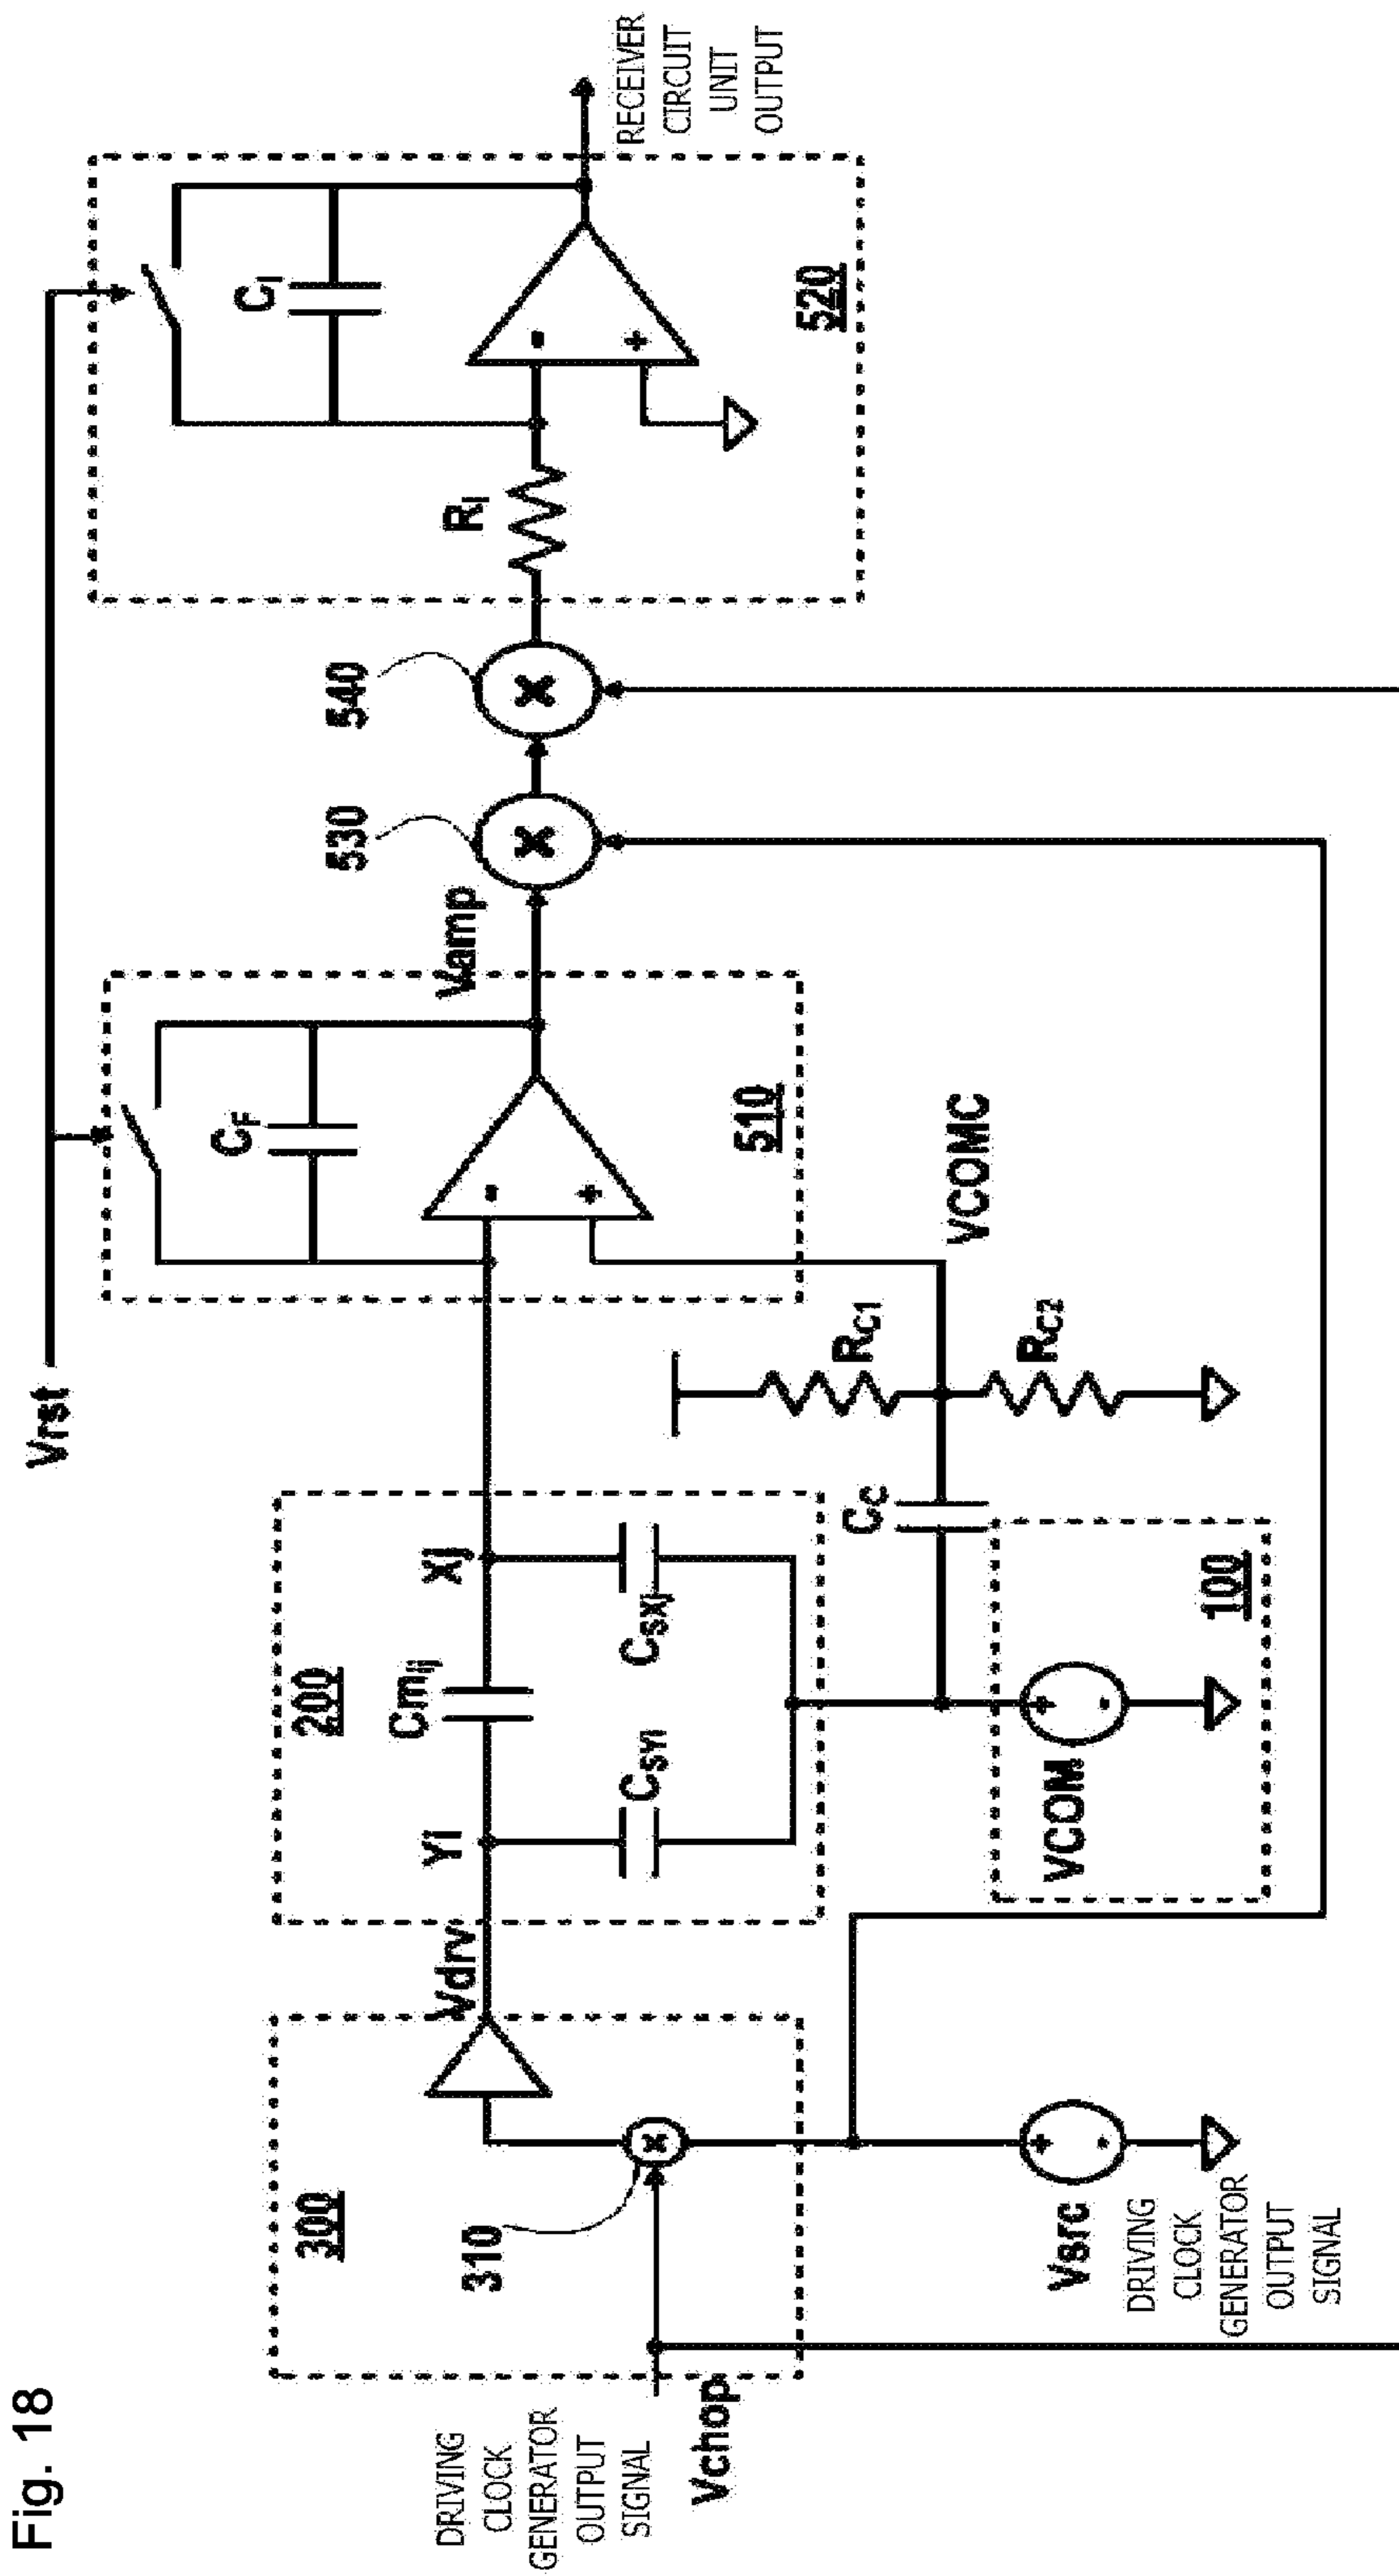 Fig. 18
Vrst
RECEIVER
CIRCUIT
UNIT
OUTPUT
300
310
Vdrv
DRIVING
CLOCK
GENERATOR
OUTPUT
SIGNAL
Vchop
Vsrc
DRIVING
CLOCK
GENERATOR
OUTPUT
SIGNAL
200
Yi
Cmij
Xj
CSYi
CSXj
VCOM
+
-
100
CC
RC1
RC2
VCOMC
CF
-
+
510
Vamp
530
×
540
×
RI
CI
-
+
520
×
+
-